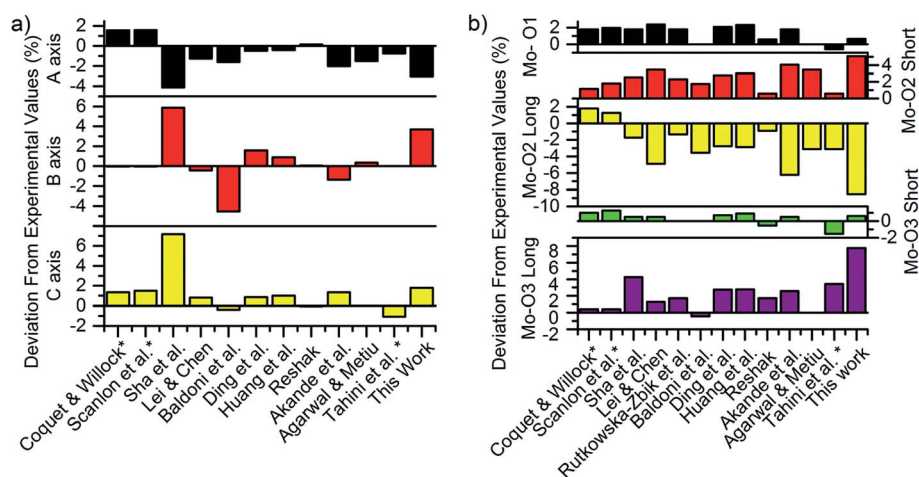 a)
Deviation From Experimental Values (%)
A axis
2
0
-2
-4
B axis
6
4
2
0
-2
-4
C axis
6
4
2
0
-2
Coquet & Willock*
Scanlon et al.*
Sha et al.
Lei & Chen
Baldoni et al.
Ding et al.
Huang et al.
Reshak
Akande et al.
Agarwal & Metiu
Tahini et al.*
This Work
b)
Deviation From Experimental Values (%)
Mo- O1
2
0
Mo-O2 Short
4
2
0
Mo-O2 Long
2
0
-2
-4
-6
-8
-10
Mo-O3 Short
0
-2
Mo-O3 Long
8
6
4
2
0
-2
Coquet & Willock*
Scanlon et al.*
Sha et al.
Lei & Chen
Rutkowska-Zbik et al.
Baldoni et al.
Ding et al.
Huang et al.
Reshak
Akande et al.
Agarwal & Metiu
Tahini et al.*
This work